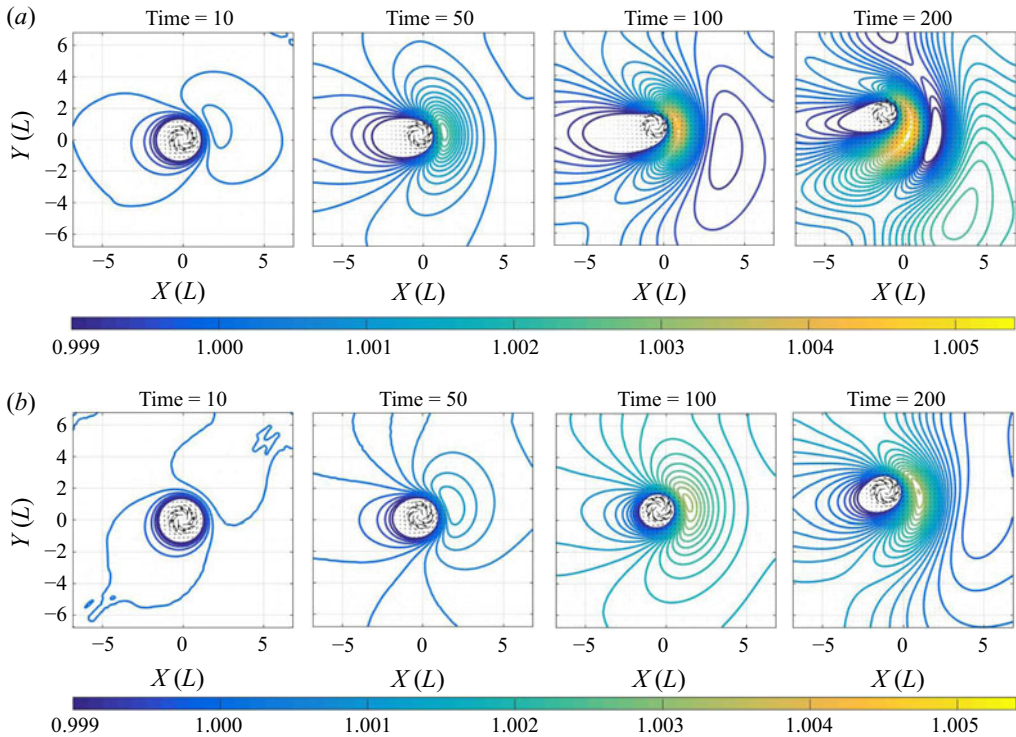 (a)
Time = 10 Time = 50 Time = 100 Time = 200
6
4
2
Y (L) 0
−2
−4
−6
−5 0 5 −5 0 5 −5 0 5 −5 0 5
X (L) X (L) X (L) X (L)
0.999 1.000 1.001 1.002 1.003 1.004 1.005
(b)
Time = 10 Time = 50 Time = 100 Time = 200
6
4
2
Y (L) 0
−2
−4
−6
−5 0 5 −5 0 5 −5 0 5 −5 0 5
X (L) X (L) X (L) X (L)
0.999 1.000 1.001 1.002 1.003 1.004 1.005